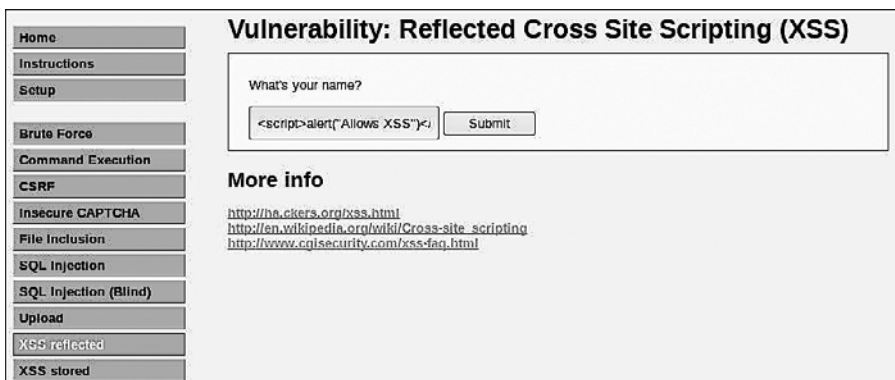 Home
Instructions
Setup
Brute Force
Command Execution
CSRF
Insecure CAPTCHA
File Inclusion
SQL Injection
SQL Injection (Blind)
Upload
XSS reflected
XSS stored
Vulnerability: Reflected Cross Site Scripting (XSS)
What's your name?
<script>alert("Allows XSS")</
Submit
More info
http://ha.ckers.org/xss.html
http://en.wikipedia.org/wiki/Cross-site_scripting
http://www.cgisecurity.com/xss-faq.html